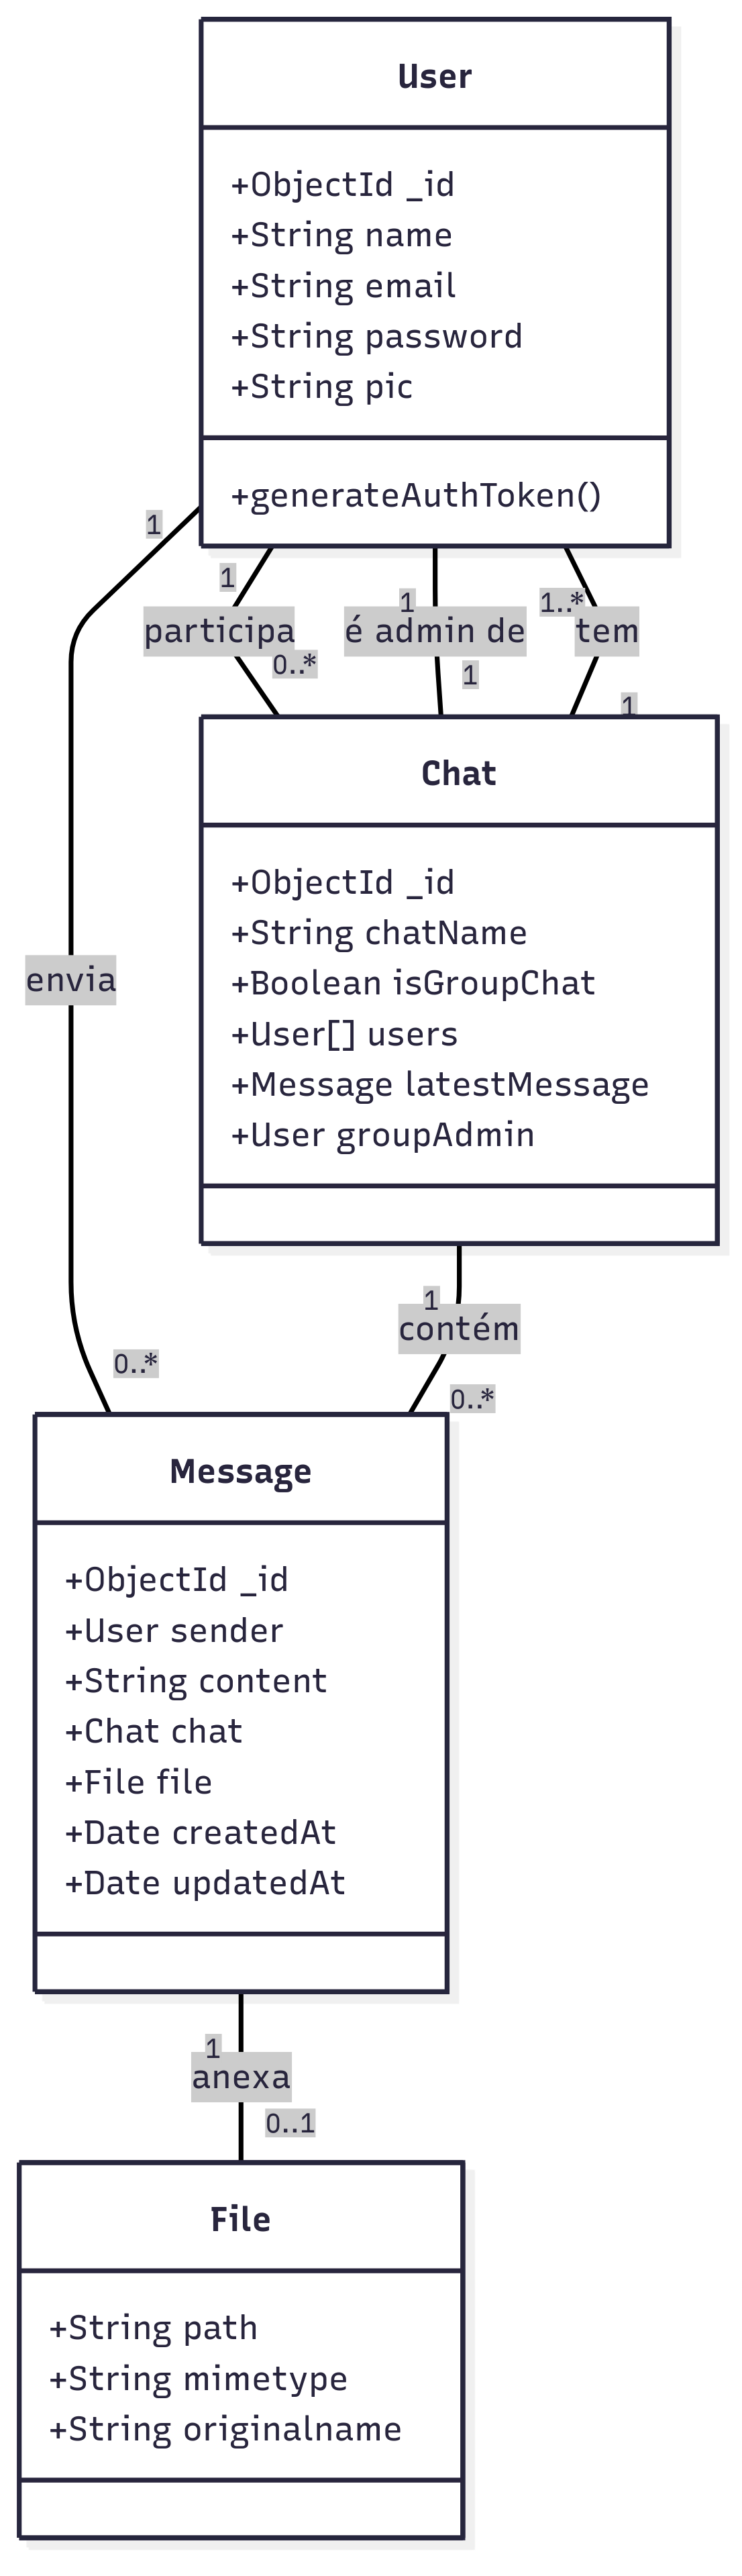 User
+ObjectId _id
+String name
+String email
+String password
+String pic
+generateAuthToken()
1
1
participa
0..*
1
é admin de
1
1..*
tem
1
Chat
+ObjectId _id
+String chatName
+Boolean isGroupChat
+User[] users
+Message latestMessage
+User groupAdmin
envia
0..*
1
contém
0..*
Message
+ObjectId _id
+User sender
+String content
+Chat chat
+File file
+Date createdAt
+Date updatedAt
1
anexa
0..1
File
+String path
+String mimetype
+String originalname